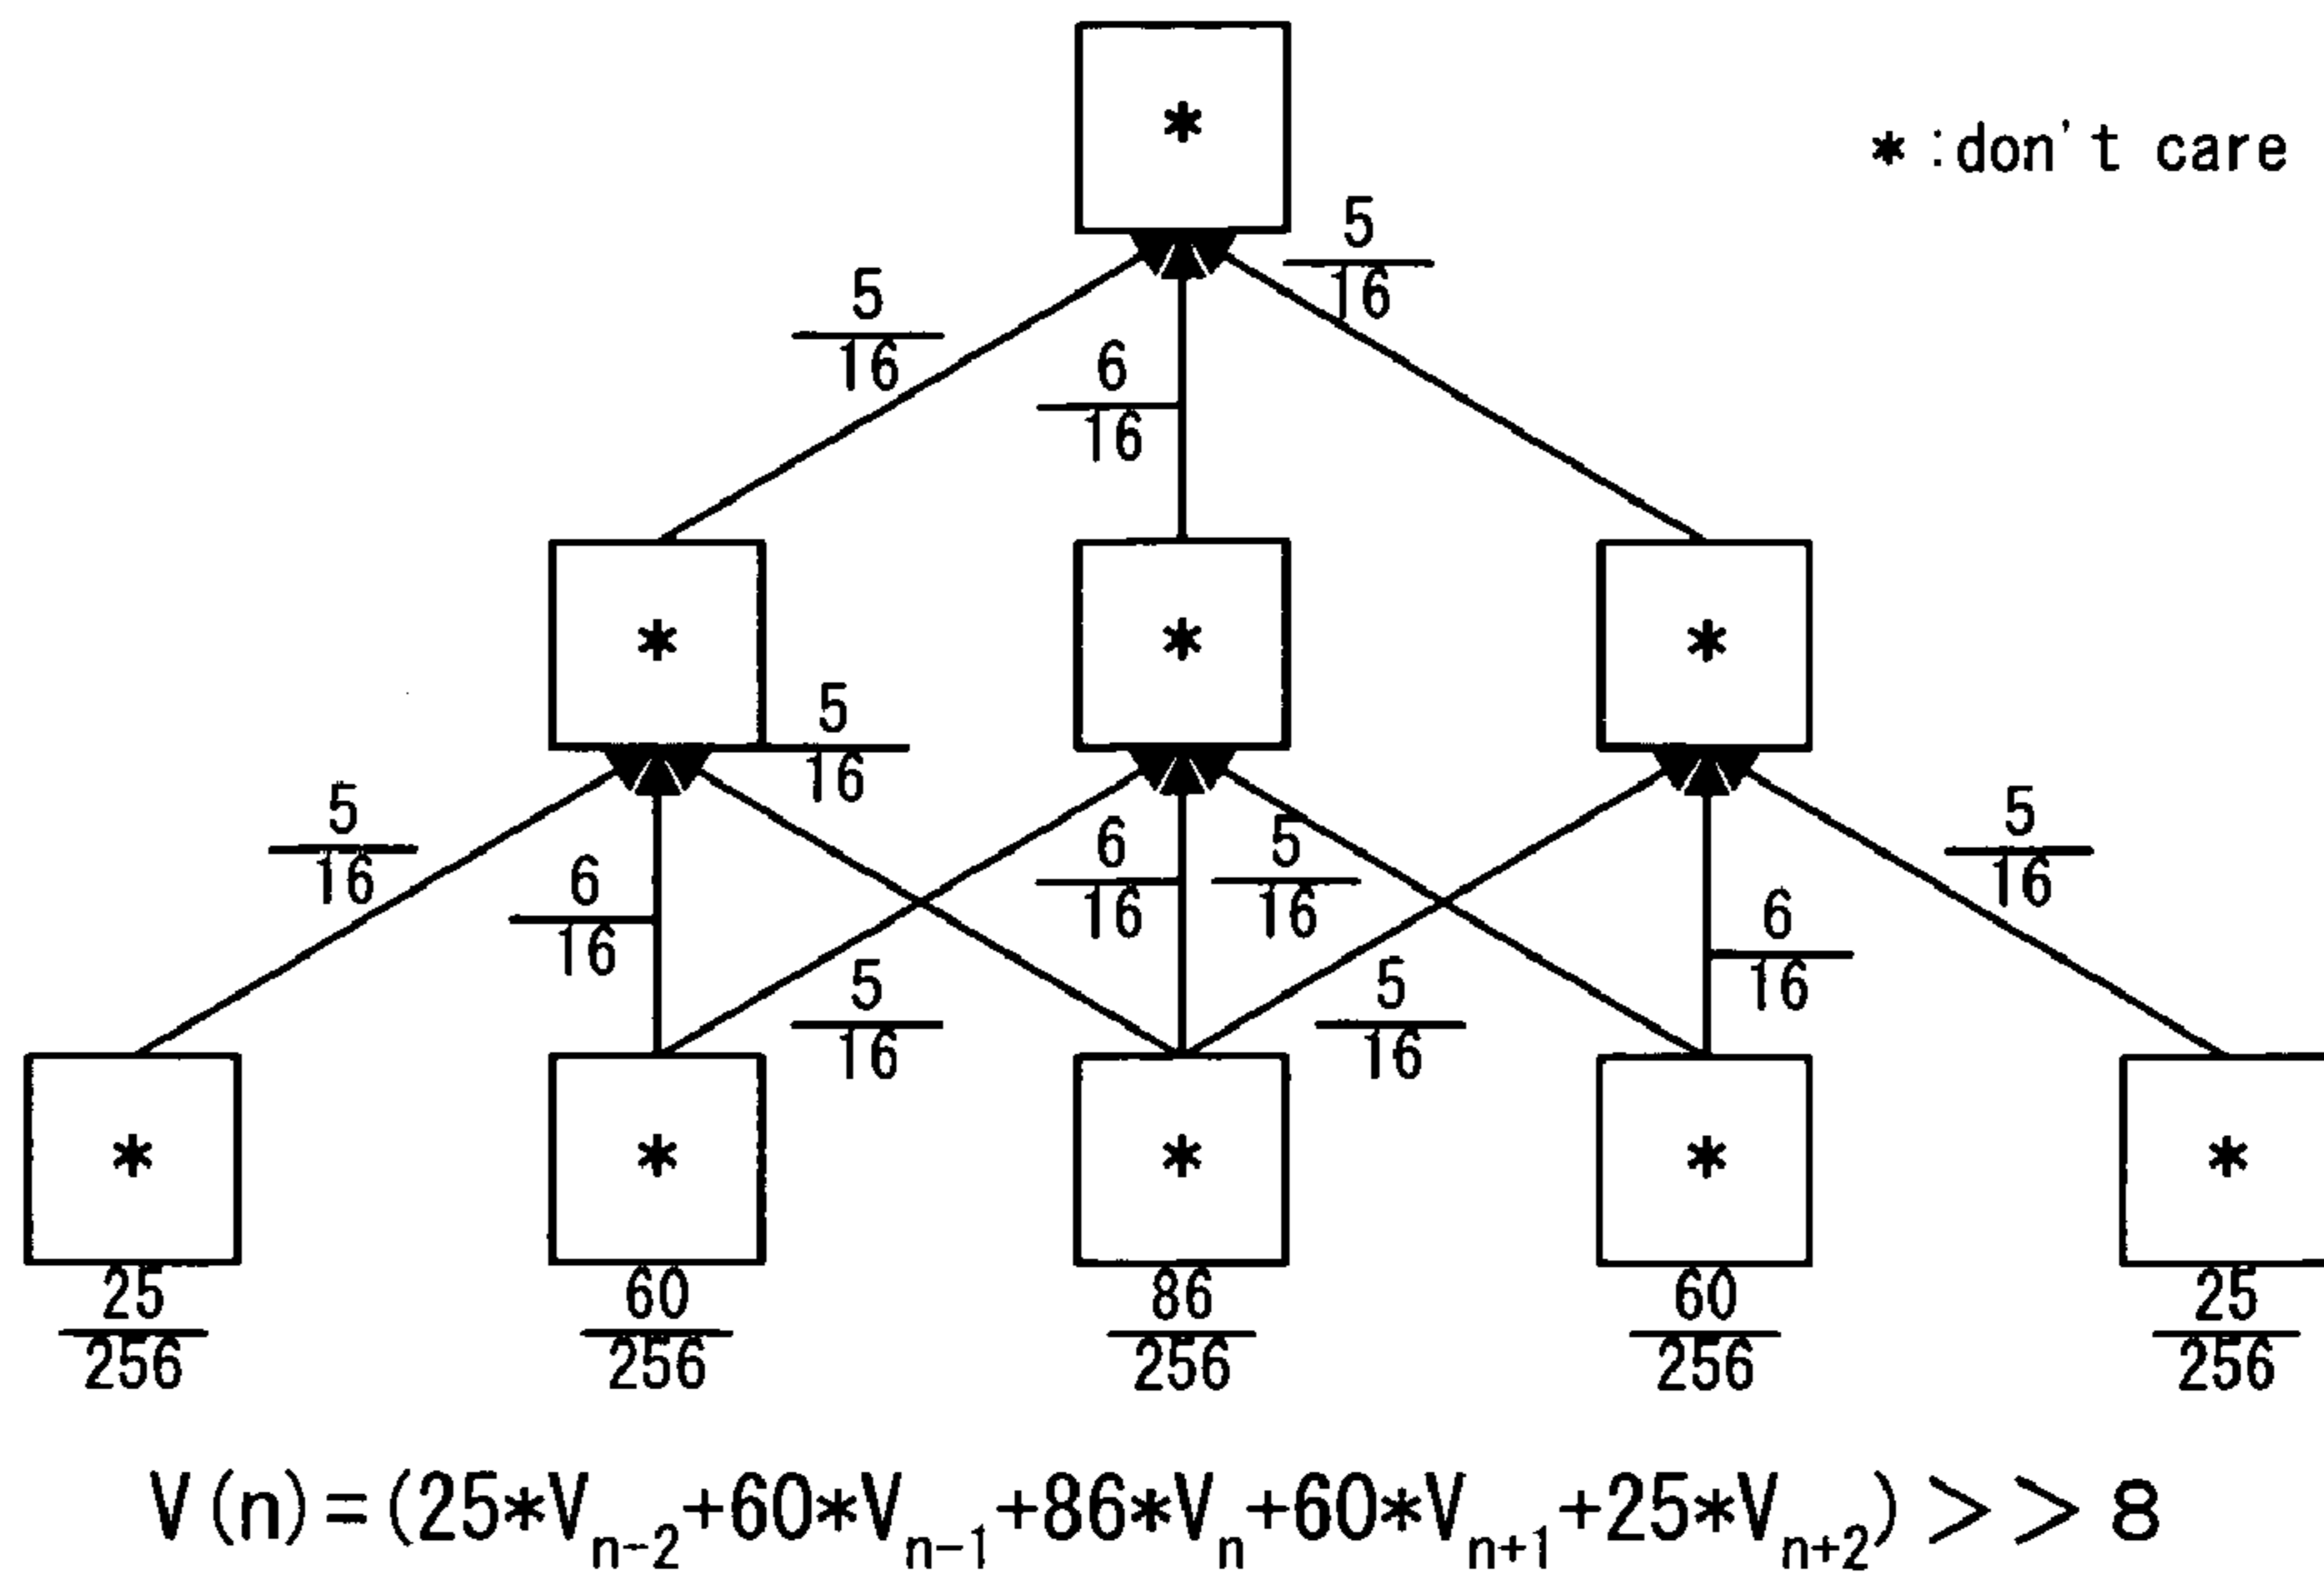 *
* :don't care
5/16
5/16
6/16
* * *
5/16
5/16 6/16 6/16 5/16 6/16 5/16
5/16 5/16
* * * * *
25/256 60/256 86/256 60/256 25/256
V(n)=(25*Vn-2+60*Vn-1+86*Vn+60*Vn+1+25*Vn+2)>>8